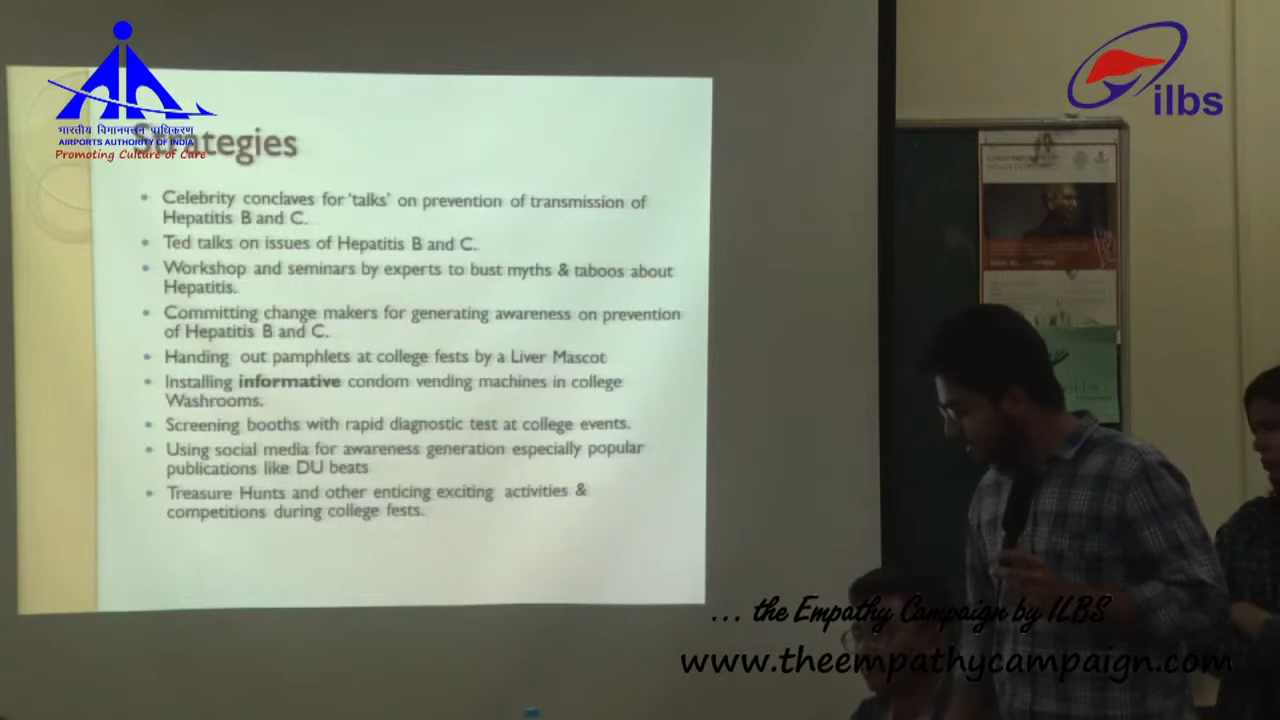 भारतीय विमानपत्तन प्राधिकरण
AIRPORTS AUTHORITY OF INDIA
Promoting Culture of Care
ilbs
Strategies
• Celebrity conclaves for 'talks' on prevention of transmission of
Hepatitis B and C.
• Ted talks on issues of Hepatitis B and C.
• Workshop and seminars by experts to bust myths & taboos about
Hepatitis.
• Committing change makers for generating awareness on prevention
of Hepatitis B and C.
• Handing out pamphlets at college fests by a Liver Mascot
• Installing informative condom vending machines in college
Washrooms.
• Screening booths with rapid diagnostic test at college events.
• Using social media for awareness generation especially popular
publications like DU beats
• Treasure Hunts and other enticing exciting activities &
competitions during college fests.
... the Empathy Campaign by ILBS
www.theempathycampaign.com